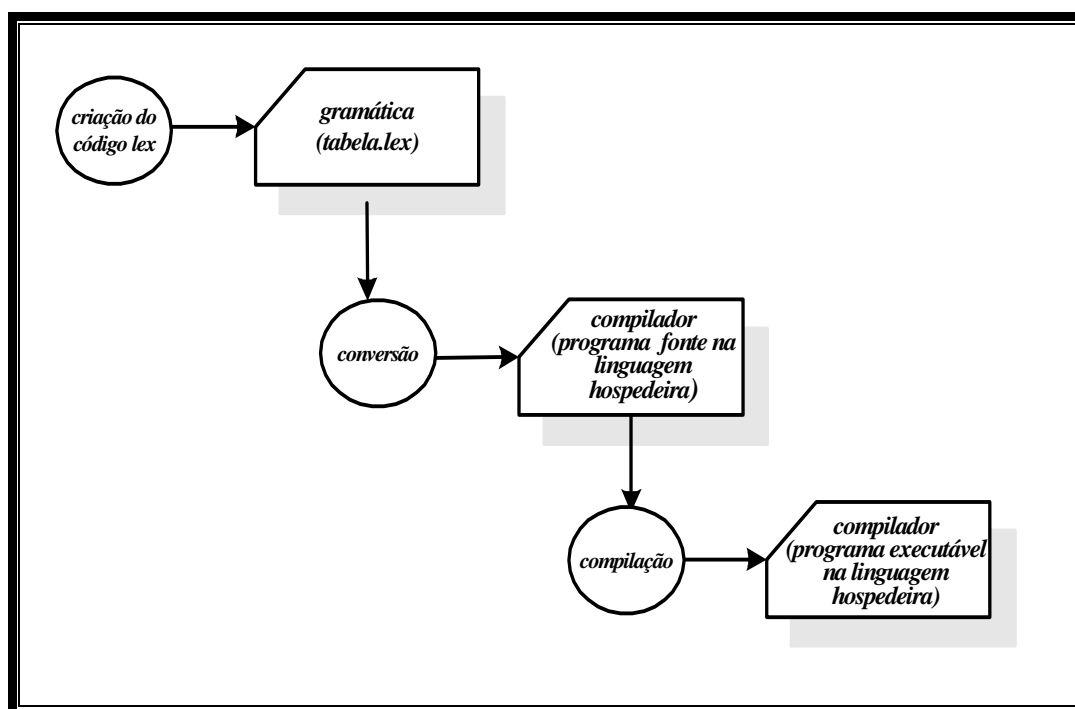 criação do
código lex
gramática
(tabela.lex)
conversão
compilador
(programa fonte na
linguagem
hospedeira)
compilação
compilador
(programa executável
na linguagem
hospedeira)